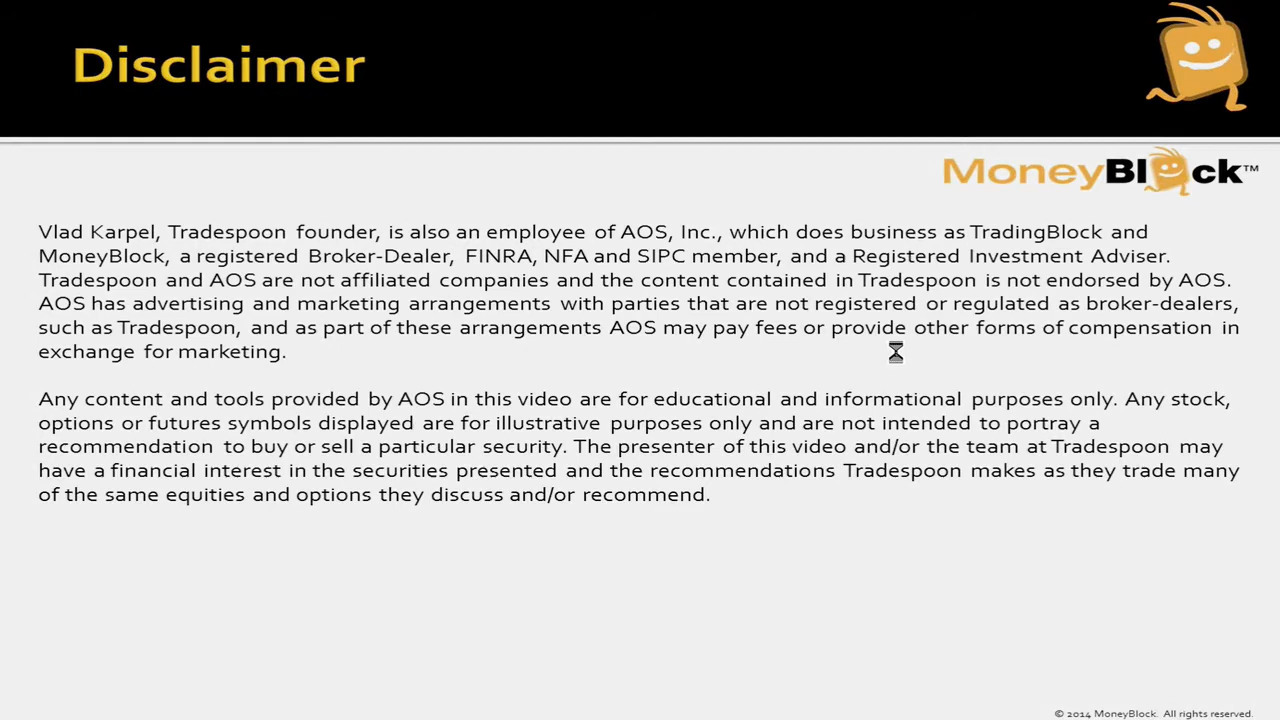 Disclaimer
MoneyBlock™
Vlad Karpel, Tradespoon founder, is also an employee of AOS, Inc., which does business as TradingBlock and
MoneyBlock, a registered Broker-Dealer, FINRA, NFA and SIPC member, and a Registered Investment Adviser.
Tradespoon and AOS are not affiliated companies and the content contained in Tradespoon is not endorsed by AOS.
AOS has advertising and marketing arrangements with parties that are not registered or regulated as broker-dealers,
such as Tradespoon, and as part of these arrangements AOS may pay fees or provide other forms of compensation in
exchange for marketing.
Any content and tools provided by AOS in this video are for educational and informational purposes only. Any stock,
options or futures symbols displayed are for illustrative purposes only and are not intended to portray a
recommendation to buy or sell a particular security. The presenter of this video and/or the team at Tradespoon may
have a financial interest in the securities presented and the recommendations Tradespoon makes as they trade many
of the same equities and options they discuss and/or recommend.
© 2014 MoneyBlock. All rights reserved.